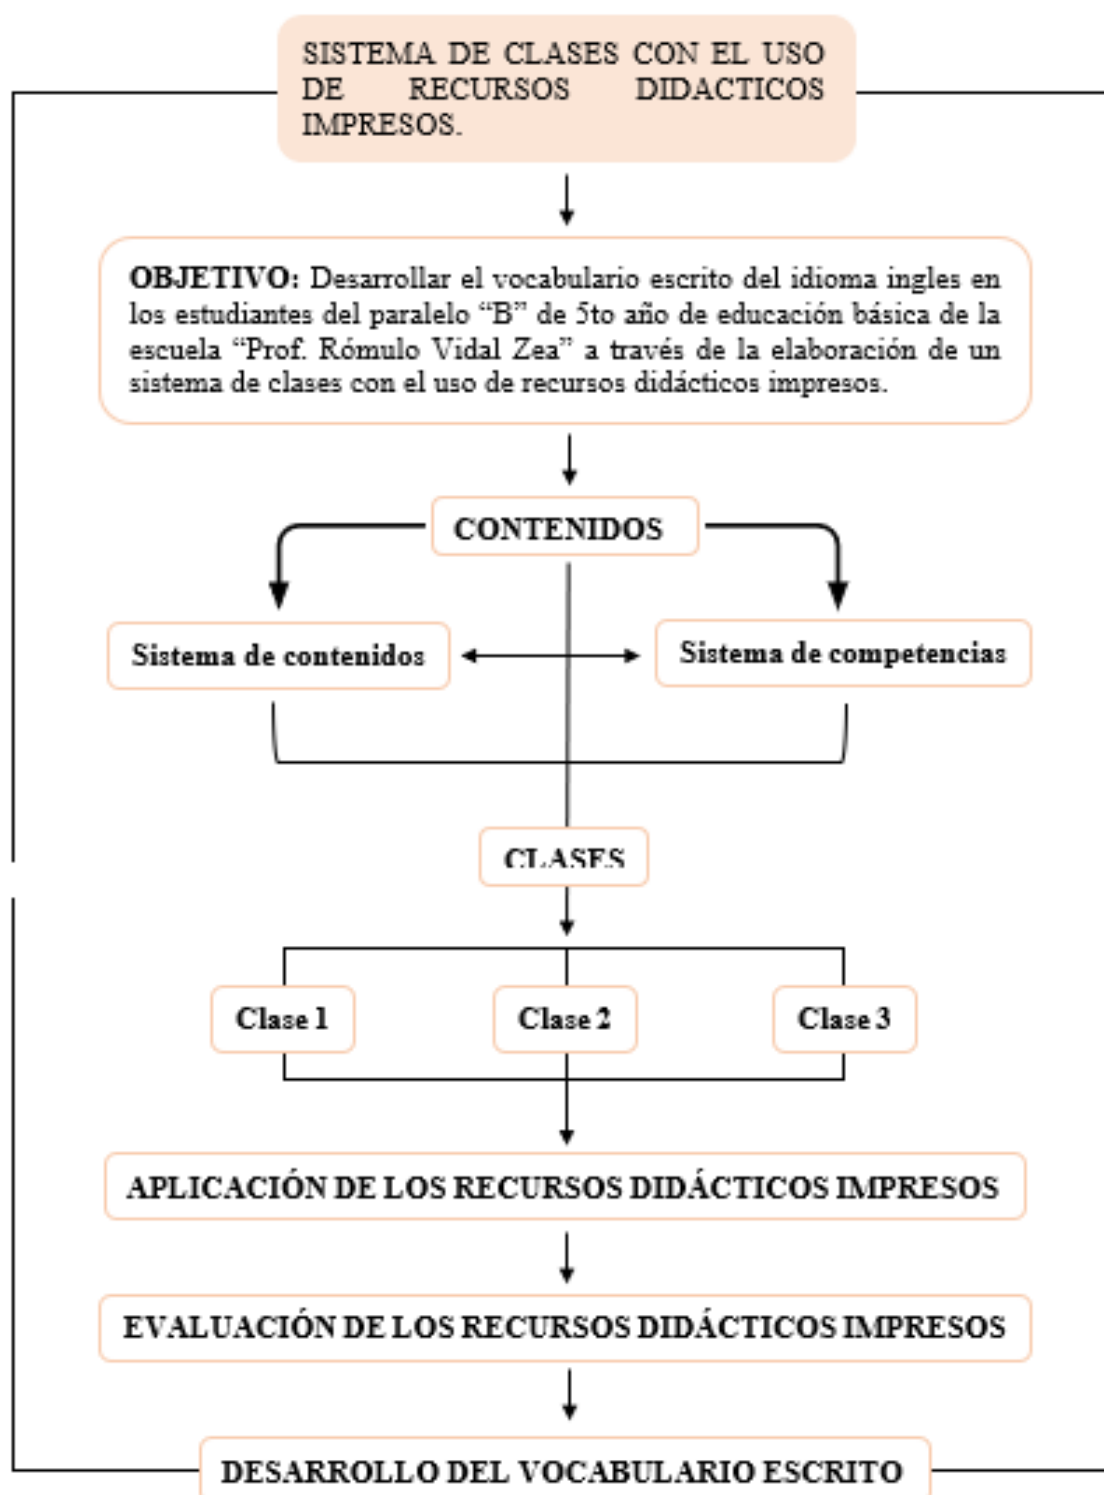 SISTEMA DE CLASES CON EL USO
DE RECURSOS DIDACTICOS
IMPRESOS.
OBJETIVO: Desarrollar el vocabulario escrito del idioma ingles en
los estudiantes del paralelo “B” de 5to año de educación básica de la
escuela “Prof. Rómulo Vidal Zea” a través de la elaboración de un
sistema de clases con el uso de recursos didácticos impresos.
CONTENIDOS
Sistema de contenidos
Sistema de competencias
CLASES
Clase 1
Clase 2
Clase 3
APLICACIÓN DE LOS RECURSOS DIDÁCTICOS IMPRESOS
EVALUACIÓN DE LOS RECURSOS DIDÁCTICOS IMPRESOS
DESARROLLO DEL VOCABULARIO ESCRITO